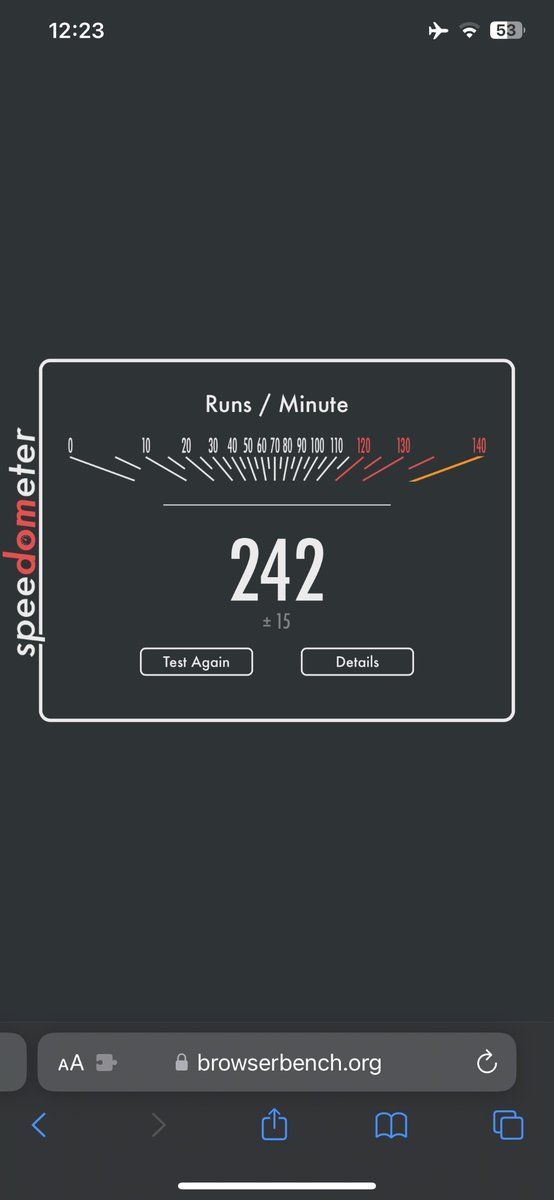 12:23
53
Runs / Minute
0 10 20 30 40 50 60 70 80 90 100 110 120 130 140
speedometer
242
± 15
Test Again Details
AA browserbench.org